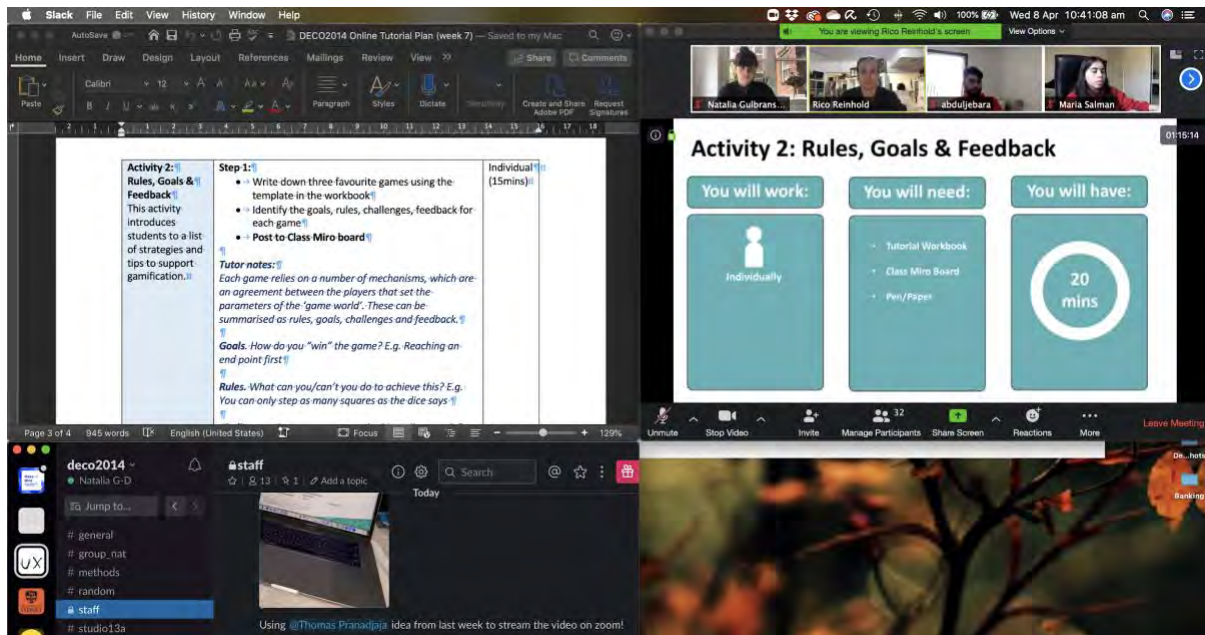 Slack File Edit View History Window Help
100% Wed 8 Apr 10:41:08 am
AutoSave DECO2014 Online Tutorial Plan (week 7) — Saved to my Mac
Home Insert Draw Design Layout References Mailings Review View Share Comments
Paste Calibri 12 Paragraph Styles Dictate Sensitivity Create and Share Adobe PDF Request Signatures
Activity 2:
Rules, Goals &
Feedback
This activity
introduces
students to a list
of strategies and
tips to support
gamification.
Step 1:
Write down three favourite games using the
template in the workbook
Identify the goals, rules, challenges, feedback for
each game
Post to Class Miro board
Tutor notes:
Each game relies on a number of mechanisms, which are
an agreement between the players that set the
parameters of the 'game world'. These can be
summarised as rules, goals, challenges and feedback.
Goals. How do you "win" the game? E.g. Reaching an
end point first
Rules. What can you/can't you do to achieve this? E.g.
You can only step as many squares as the dice says
Individual
(15mins)
Page 3 of 4 945 words English (United States) Focus 129%
You are viewing Rico Reinhold's screen View Options
Natalia Gulbrans... Rico Reinhold abduljebara Maria Salman
01:15:14
Activity 2: Rules, Goals & Feedback
You will work: You will need: You will have:
Individually
Tutorial Workbook
Class Miro Board
Pen/Paper
20
mins
Unmute Stop Video Invite Manage Participants 32 Share Screen Reactions More Leave Meeting
deco2014
Natalia G-D
Jump to...
# general
# group_nat
# methods
# random
staff
# studio13a
UX
staff
13 1 Add a topic
Search
Today
Using @Thomas Pranadjaja idea from last week to stream the video on zoom!
De...hots
Banking